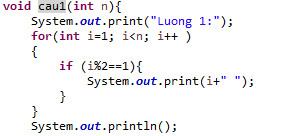 void cau1(int n){
System.out.print("Luong 1:");
for(int i=1; i<n; i++ )
{
if (i%2==1){
System.out.print(i+" ");
}
}
System.out.println();